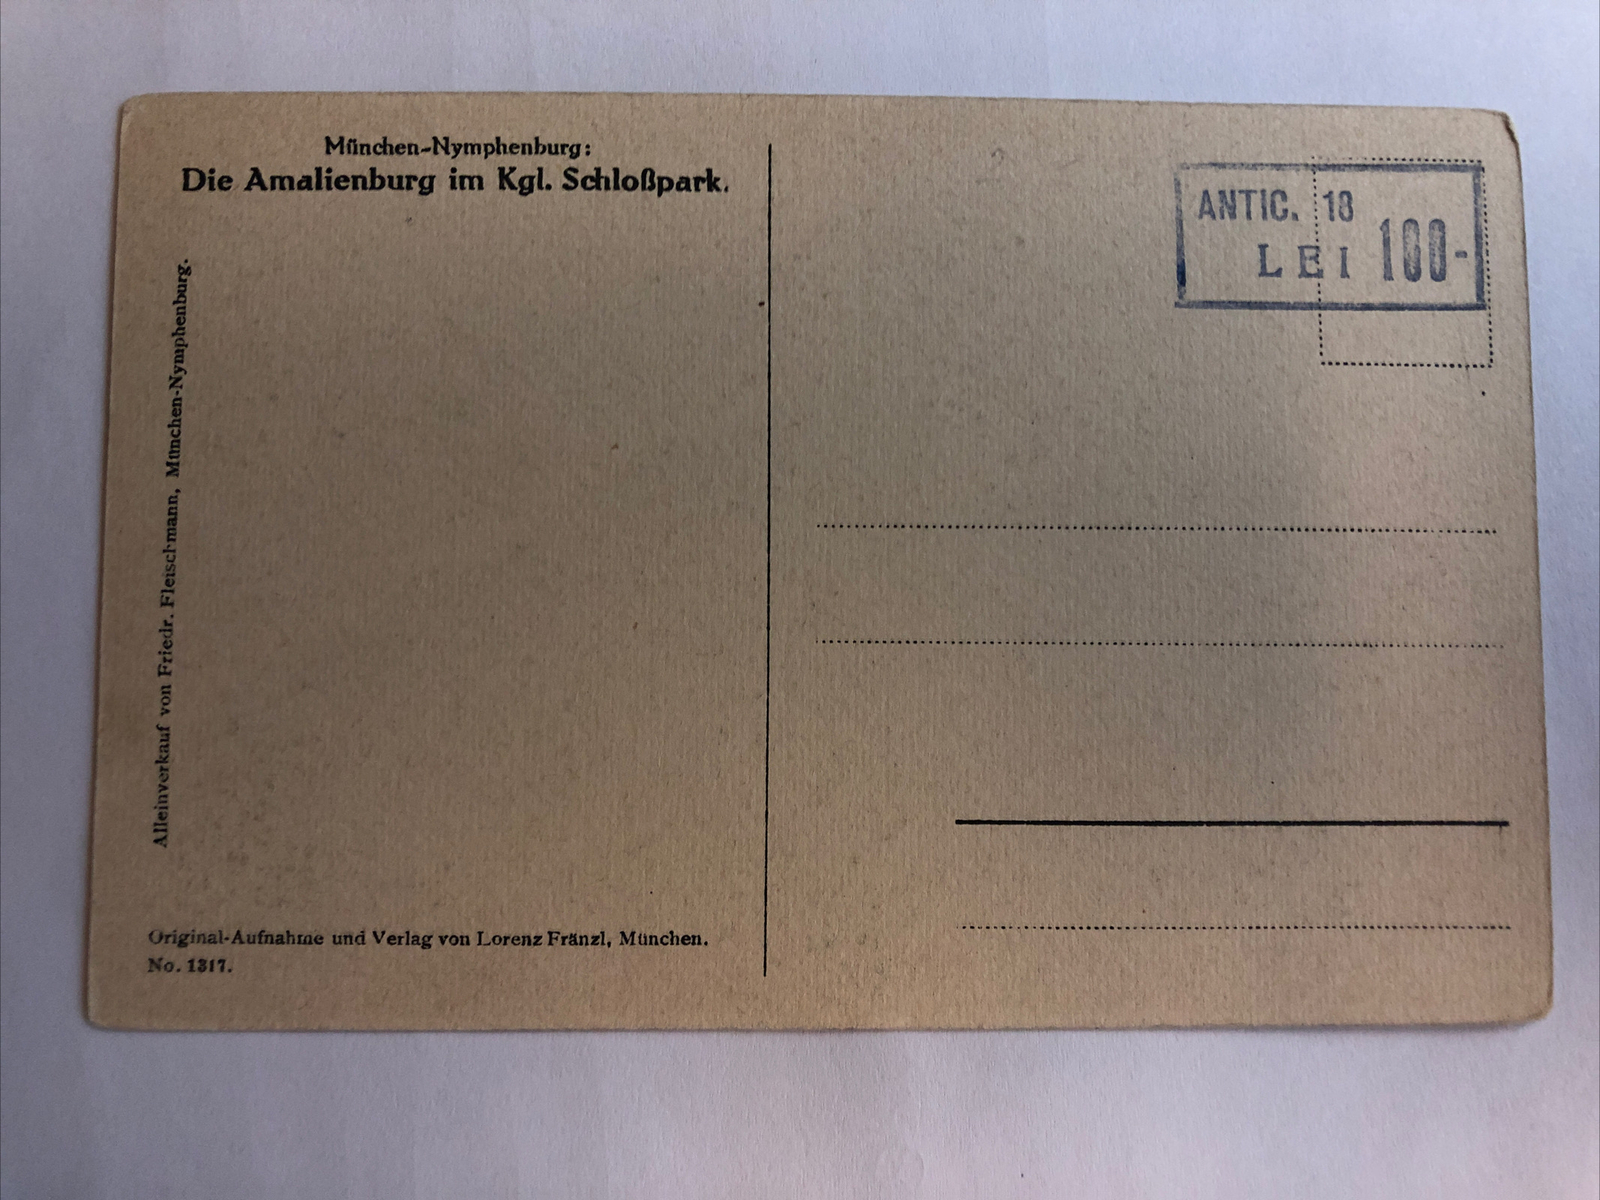 München-Nymphenburg:
Die Amalienburg im Kgl. Schloßpark.
ANTIC. 18
LEI 100-
Alleinverkauf von Friedr. Fleischmann, München-Nymphenburg.
Original-Aufnahme und Verlag von Lorenz Fränzl, München.
No. 1317.